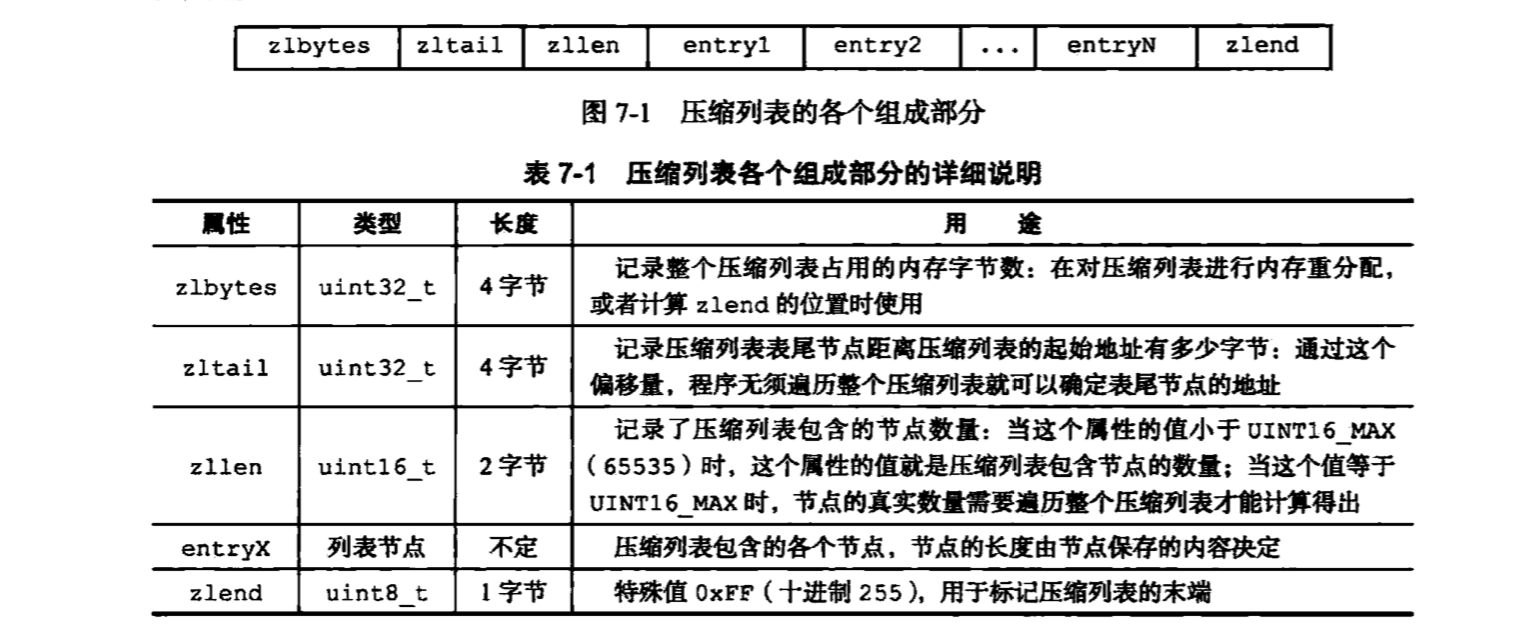 zlbytes zltail zllen entry1 entry2 ... entryN zlend
图 7-1 压缩列表的各个组成部分
表 7-1 压缩列表各个组成部分的详细说明
属性 类型 长度 用 途
zlbytes uint32_t 4 字节 记录整个压缩列表占用的内存字节数：在对压缩列表进行内存重分配，
或者计算 zlend 的位置时使用
zltail uint32_t 4 字节 记录压缩列表表尾节点距离压缩列表的起始地址有多少字节：通过这个
偏移量，程序无须遍历整个压缩列表就可以确定表尾节点的地址
记录了压缩列表包含的节点数量：当这个属性的值小于 UINT16_MAX
zllen uint16_t 2 字节 （65535）时，这个属性的值就是压缩列表包含节点的数量；当这个值等于
UINT16_MAX 时，节点的真实数量需要遍历整个压缩列表才能计算得出
entryX 列表节点 不定 压缩列表包含的各个节点，节点的长度由节点保存的内容决定
zlend uint8_t 1 字节 特殊值 0xFF（十进制 255），用于标记压缩列表的末端